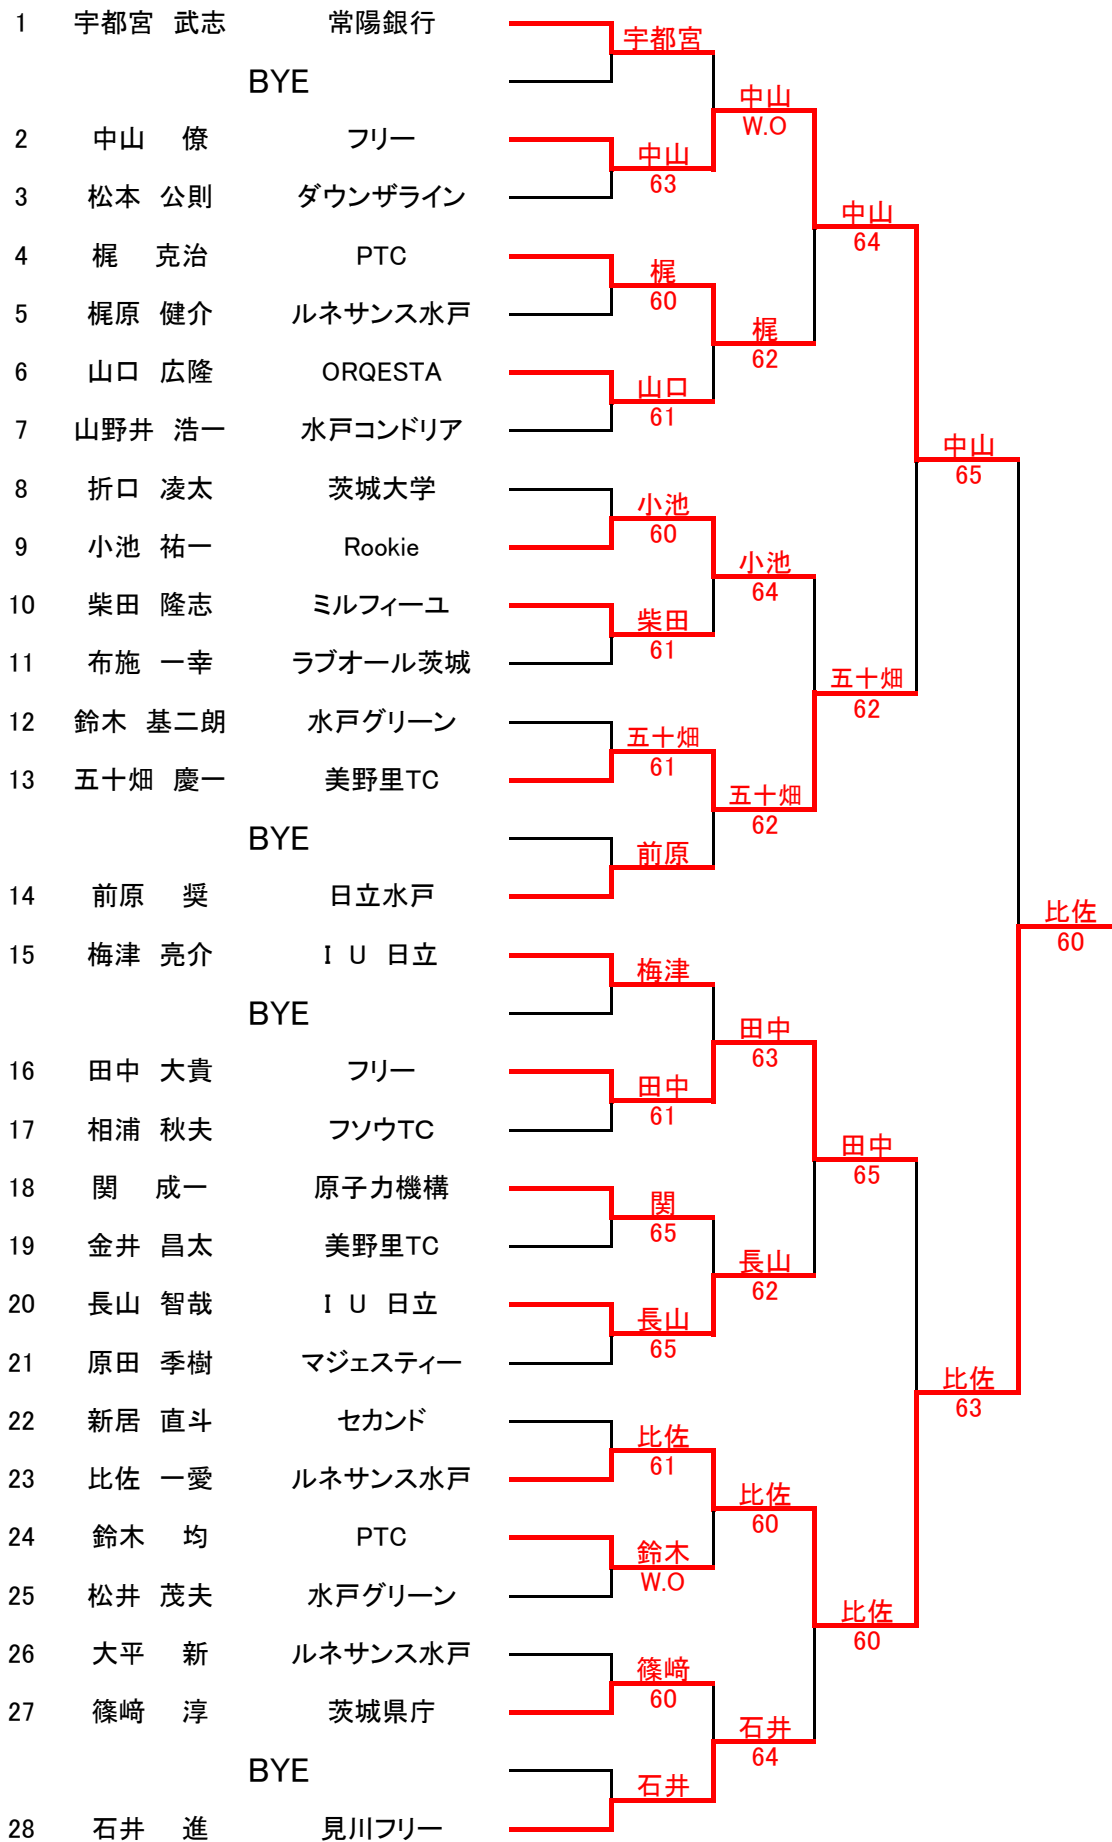 1 宇都宮 武志 常陽銀行
宇都宮
BYE
中山
W.O
2 中山 僚 フリー
中山
63
3 松本 公則 ダウンザライン
中山
64
4 梶 克治 PTC
梶
60
5 梶原 健介 ルネサンス水戸
梶
62
6 山口 広隆 ORQESTA
山口
61
7 山野井 浩一 水戸コンドリア
中山
65
8 折口 凌太 茨城大学
小池
60
9 小池 祐一 Rookie
小池
64
10 柴田 隆志 ミルフィーユ
柴田
61
11 布施 一幸 ラブオール茨城
五十畑
62
12 鈴木 基二朗 水戸グリーン
五十畑
61
13 五十畑 慶一 美野里TC
五十畑
62
BYE
前原
14 前原 奨 日立水戸
比佐
60
15 梅津 亮介 I U 日立
梅津
BYE
田中
63
16 田中 大貴 フリー
田中
61
17 相浦 秋夫 フソウTC
田中
65
18 関 成一 原子力機構
関
65
19 金井 昌太 美野里TC
長山
62
20 長山 智哉 I U 日立
長山
65
21 原田 季樹 マジェスティー
比佐
63
22 新居 直斗 セカンド
比佐
61
23 比佐 一愛 ルネサンス水戸
比佐
60
24 鈴木 均 PTC
鈴木
W.O
25 松井 茂夫 水戸グリーン
比佐
60
26 大平 新 ルネサンス水戸
篠﨑
60
27 篠﨑 淳 茨城県庁
石井
64
BYE
石井
28 石井 進 見川フリー